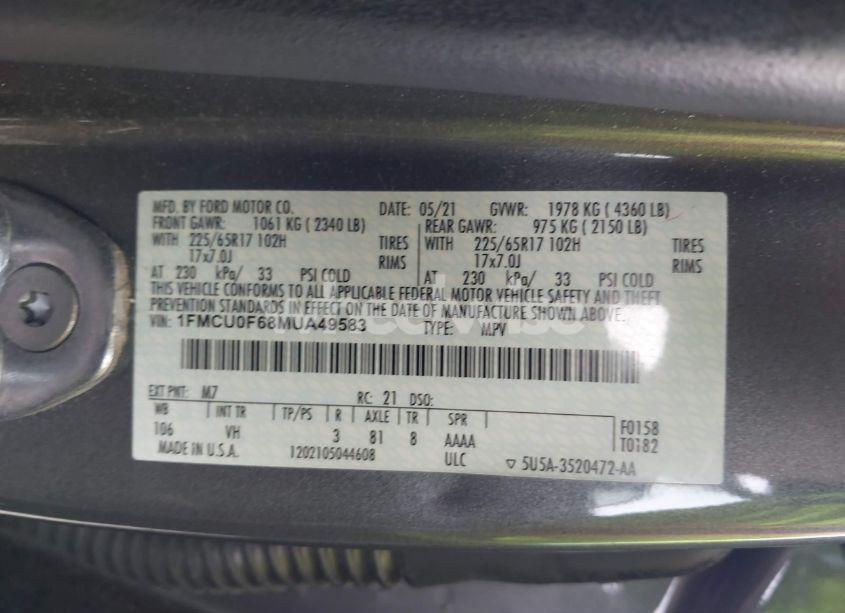 MFD. BY FORD MOTOR CO. DATE: 05/21 GVWR: 1978 KG ( 4360 LB)
FRONT GAWR: 1061 KG ( 2340 LB) REAR GAWR: 975 KG ( 2150 LB)
WITH 225/65R17 102H TIRES WITH 225/65R17 102H TIRES
17x7.0J RIMS 17x7.0J RIMS
AT 230 kPa/ 33 PSI COLD AT 230 kPa/ 33 PSI COLD
THIS VEHICLE CONFORMS TO ALL APPLICABLE FEDERAL MOTOR VEHICLE SAFETY AND THEFT
PREVENTION STANDARDS IN EFFECT ON THE DATE OF MANUFACTURE SHOWN ABOVE.
VIN: 1FMCU0F68MUA49583 TYPE: MPV
EXT PNT: M7 RC: 21 DSO:
WB INT TR TP/PS R AXLE TR SPR F0158
106 VH 3 81 8 AAAA T0182
MADE IN U.S.A. 1202105044608 ULC ▽ 5U5A-3520472-AA